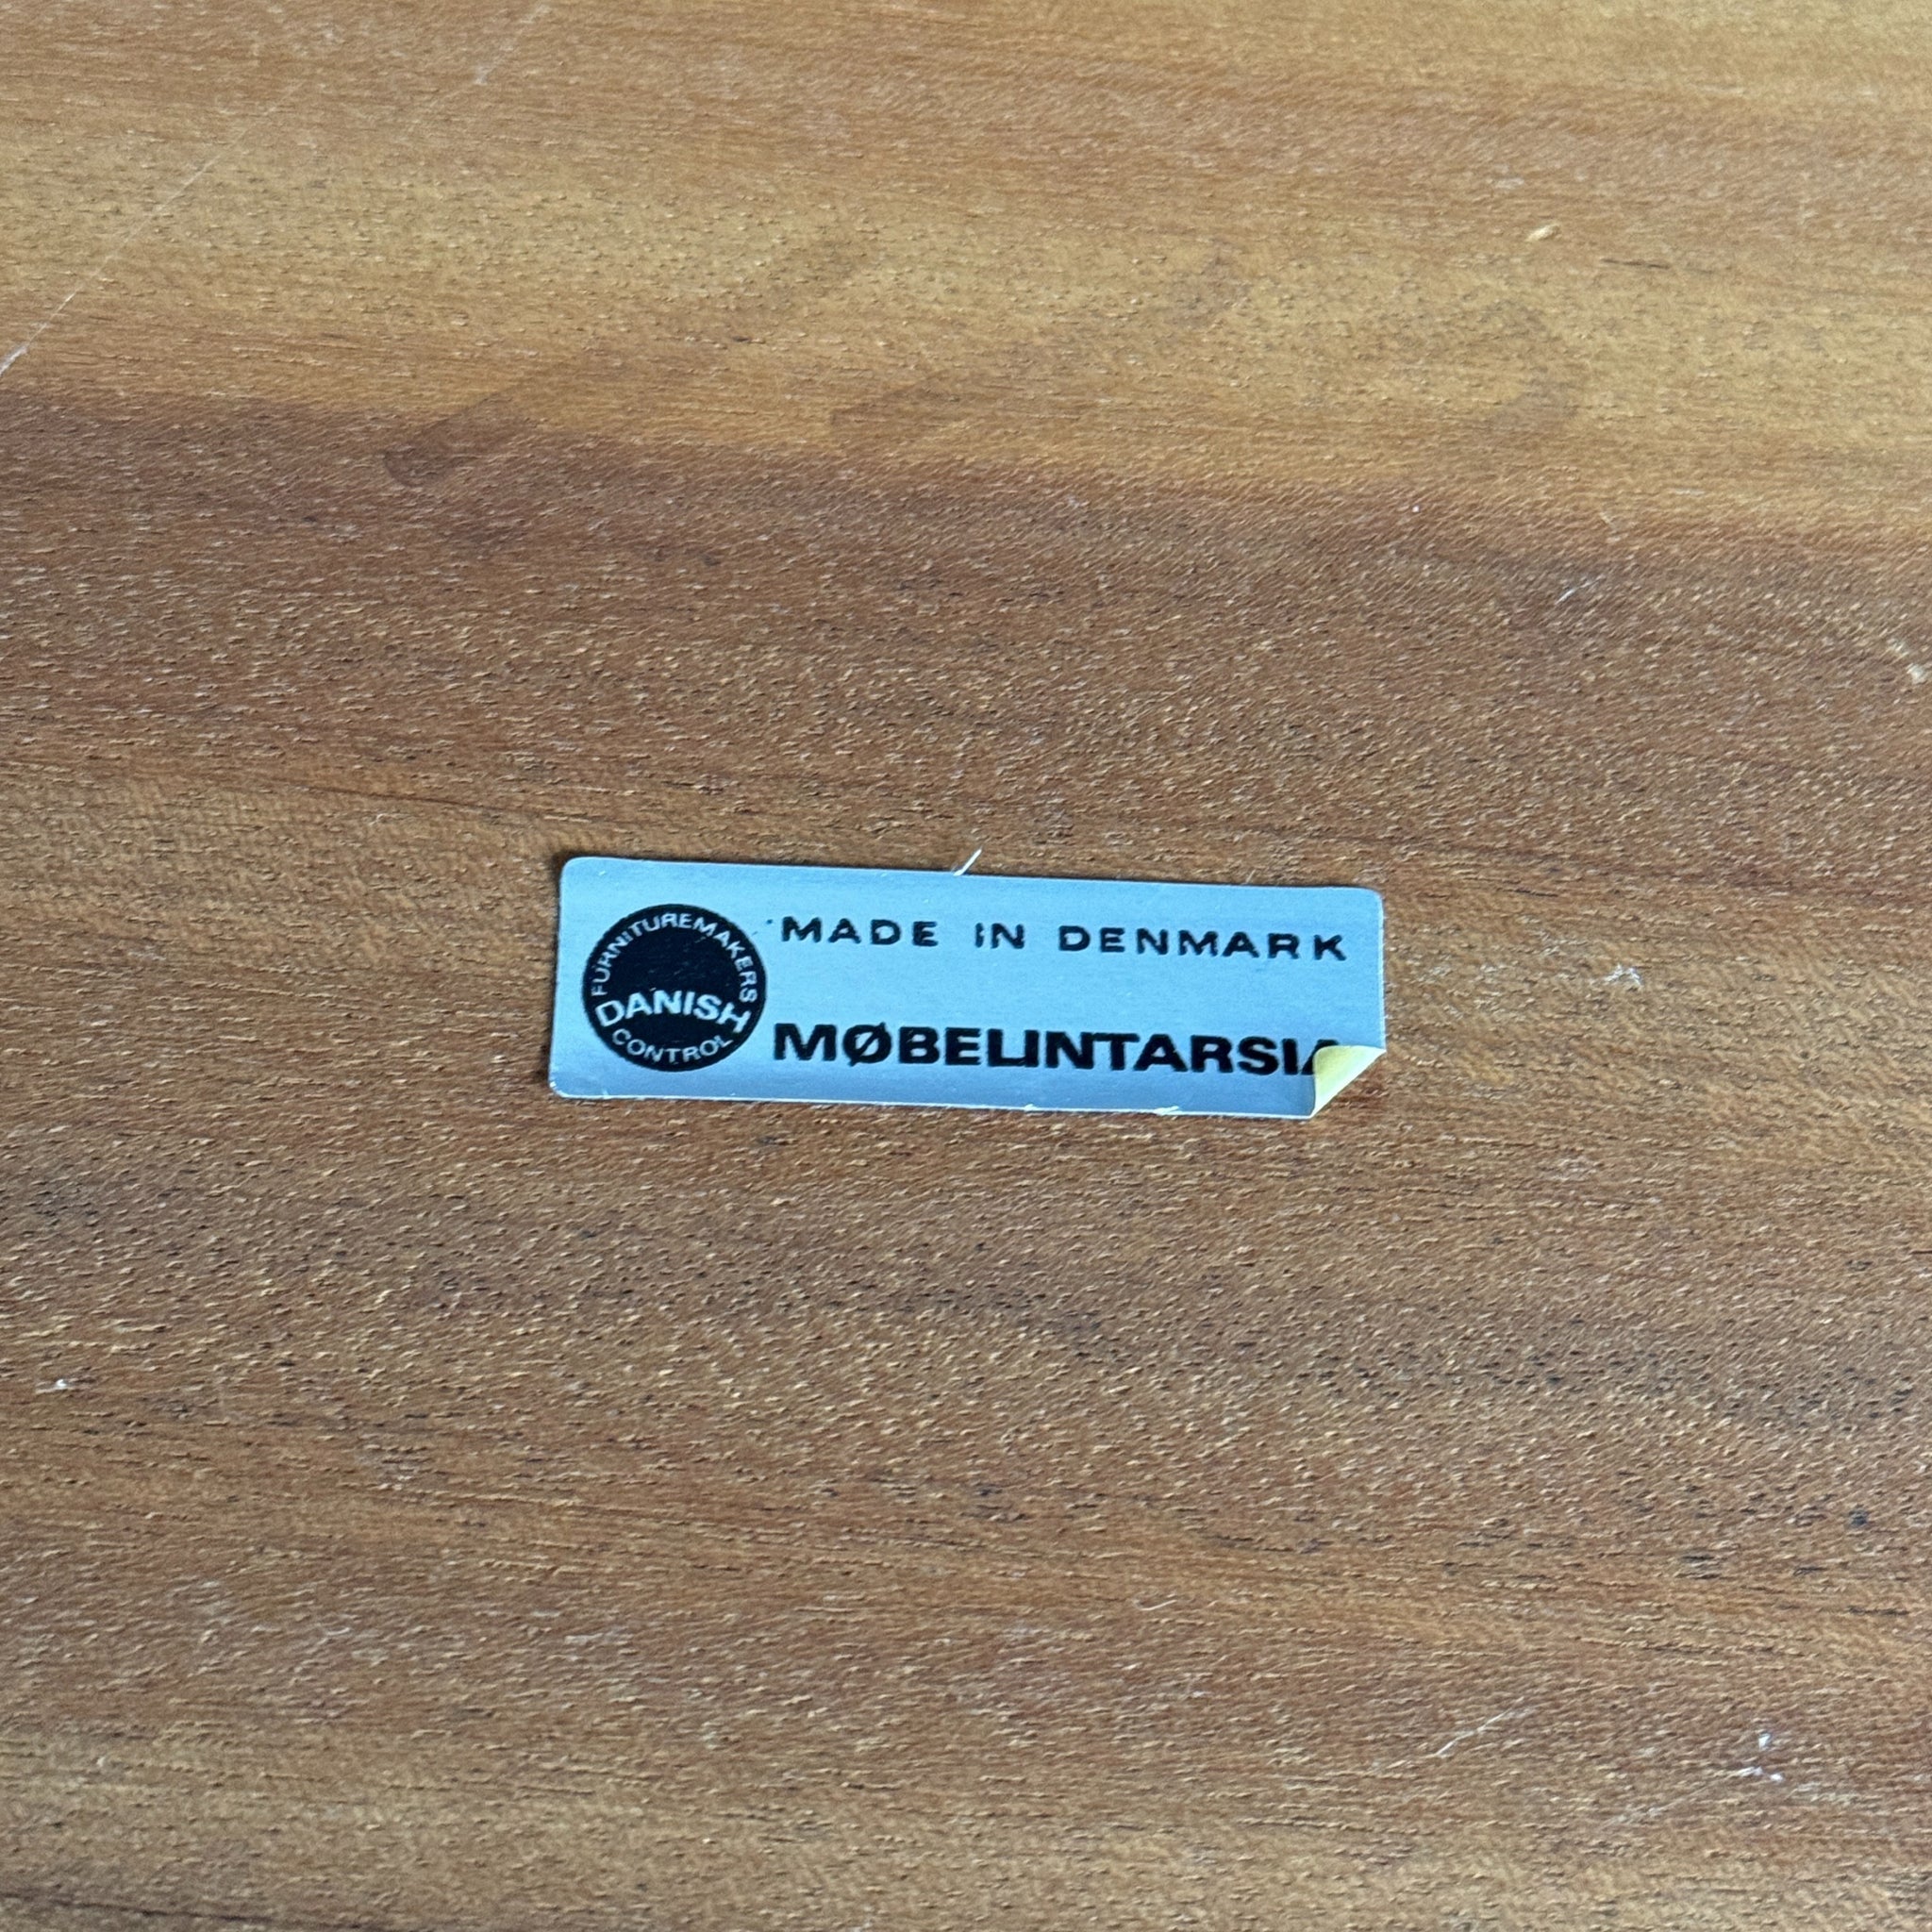 FURNITUREMAKERS
DANISH
CONTROL
MADE IN DENMARK
MØBELINTARSIA